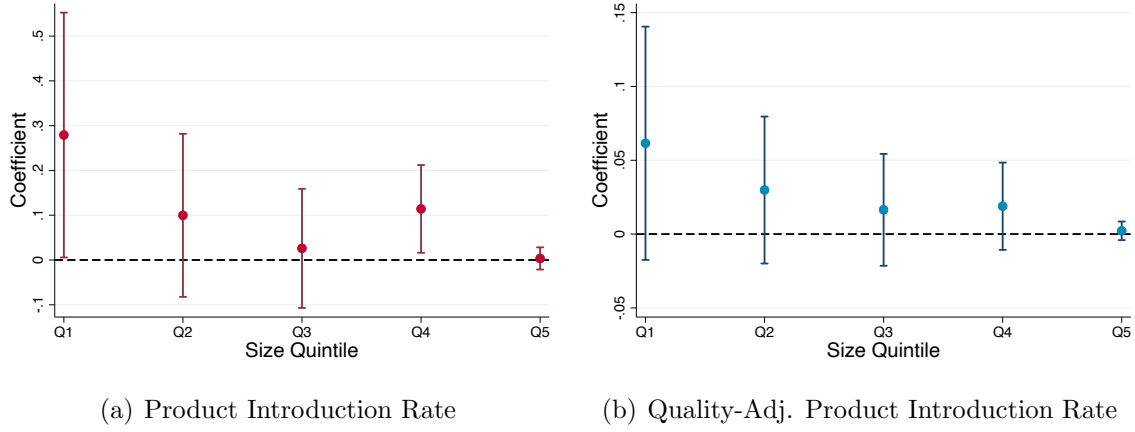 Coefficient
.5
.4
.3
.2
.1
0
-.1
Q1 Q2 Q3 Q4 Q5
Size Quintile
(a) Product Introduction Rate
Coefficient
.15
.1
.05
0
-.05
Q1 Q2 Q3 Q4 Q5
Size Quintile
(b) Quality-Adj. Product Introduction Rate